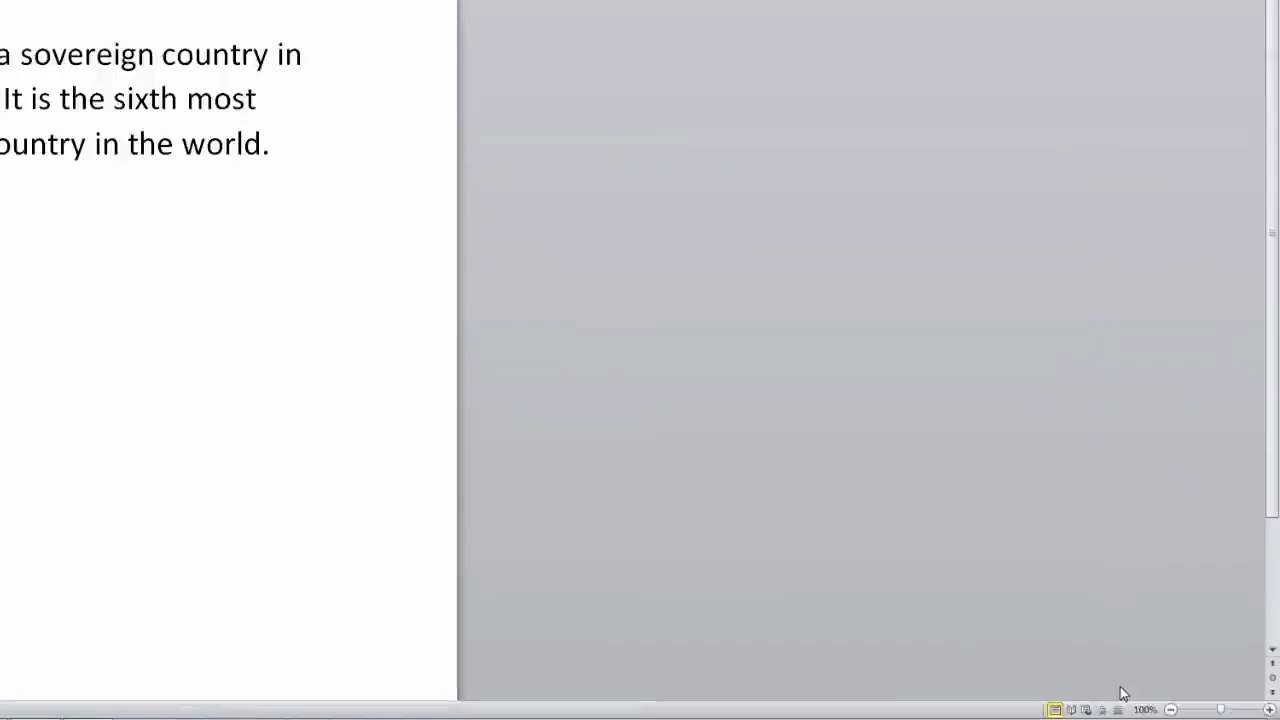 a sovereign country in
It is the sixth most
ountry in the world.
100%